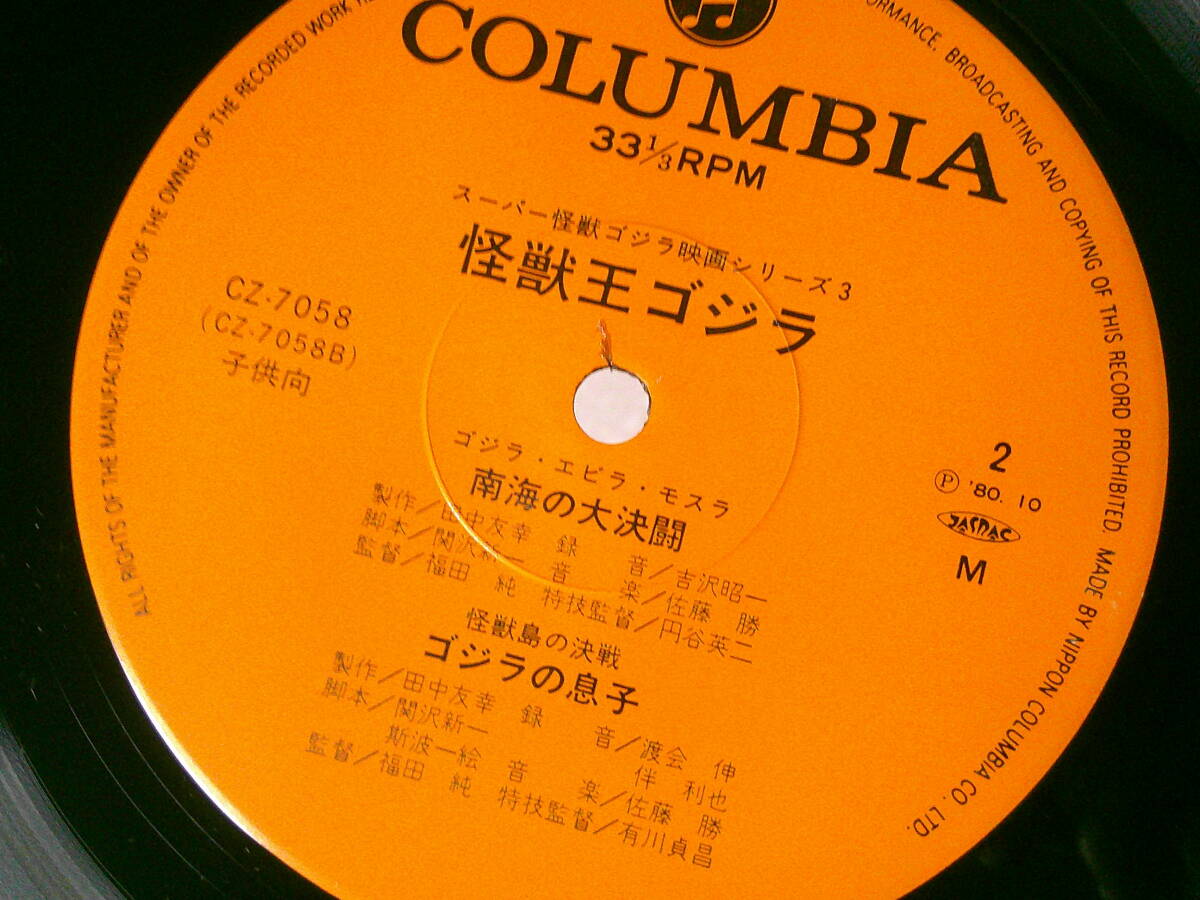 COLUMBIA
33 1/3 RPM
スーパー怪獣ゴジラ映画シリーズ3
怪獣王ゴジラ
CZ-7058
(CZ-7058B)
子供向
2
Ⓟ '80. 10
JASRAC
M
ゴジラ・エビラ・モスラ
南海の大決闘
製作/田中友幸 録 音/吉沢昭一
脚本/関沢新一 音 楽/佐藤 勝
監督/福田 純 特技監督/円谷英二
怪獣島の決戦
ゴジラの息子
製作/田中友幸 録 音/渡会 伸
脚本/関沢新一 伴 利也
斯波一絵 音 楽/佐藤 勝
監督/福田 純 特技監督/有川貞昌
ALL RIGHTS OF THE MANUFACTURER AND OF THE OWNER OF THE RECORDED WORK
BROADCASTING AND COPYING OF THIS RECORD PROHIBITED. MADE BY NIPPON COLUMBIA CO. LTD.